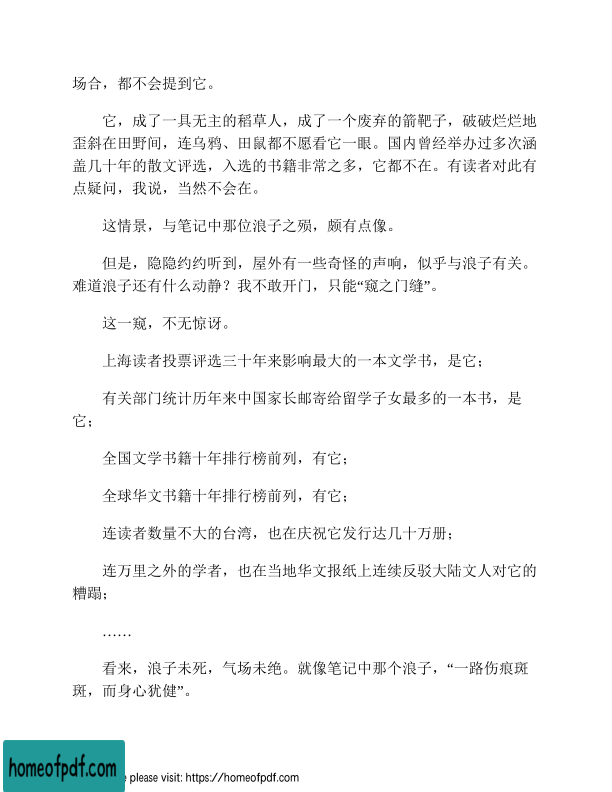 场合，都不会提到它。
它，成了一具无主的稻草人，成了一个废弃的箭靶子，破破烂烂地
歪斜在田野间，连乌鸦、田鼠都不愿看它一眼。国内曾经举办过多次涵
盖几十年的散文评选，入选的书籍非常之多，它都不在。有读者对此有
点疑问，我说，当然不会在。
这情景，与笔记中那位浪子之殒，颇有点像。
但是，隐隐约约听到，屋外有一些奇怪的声响，似乎与浪子有关。
难道浪子还有什么动静？我不敢开门，只能“窥之门缝”。
这一窥，不无惊讶。
上海读者投票评选三十年来影响最大的一本文学书，是它；
有关部门统计历年来中国家长邮寄给留学子女最多的一本书，是
它；
全国文学书籍十年排行榜前列，有它；
全球华文书籍十年排行榜前列，有它；
连读者数量不大的台湾，也在庆祝它发行达几十万册；
连万里之外的学者，也在当地华文报纸上连续反驳大陆文人对它的
糟蹋；
……
看来，浪子未死，气场未绝。就像笔记中那个浪子，“一路伤痕斑
斑，而身心犹健”。
homeofpdf.com
e please visit: https://homeofpdf.com